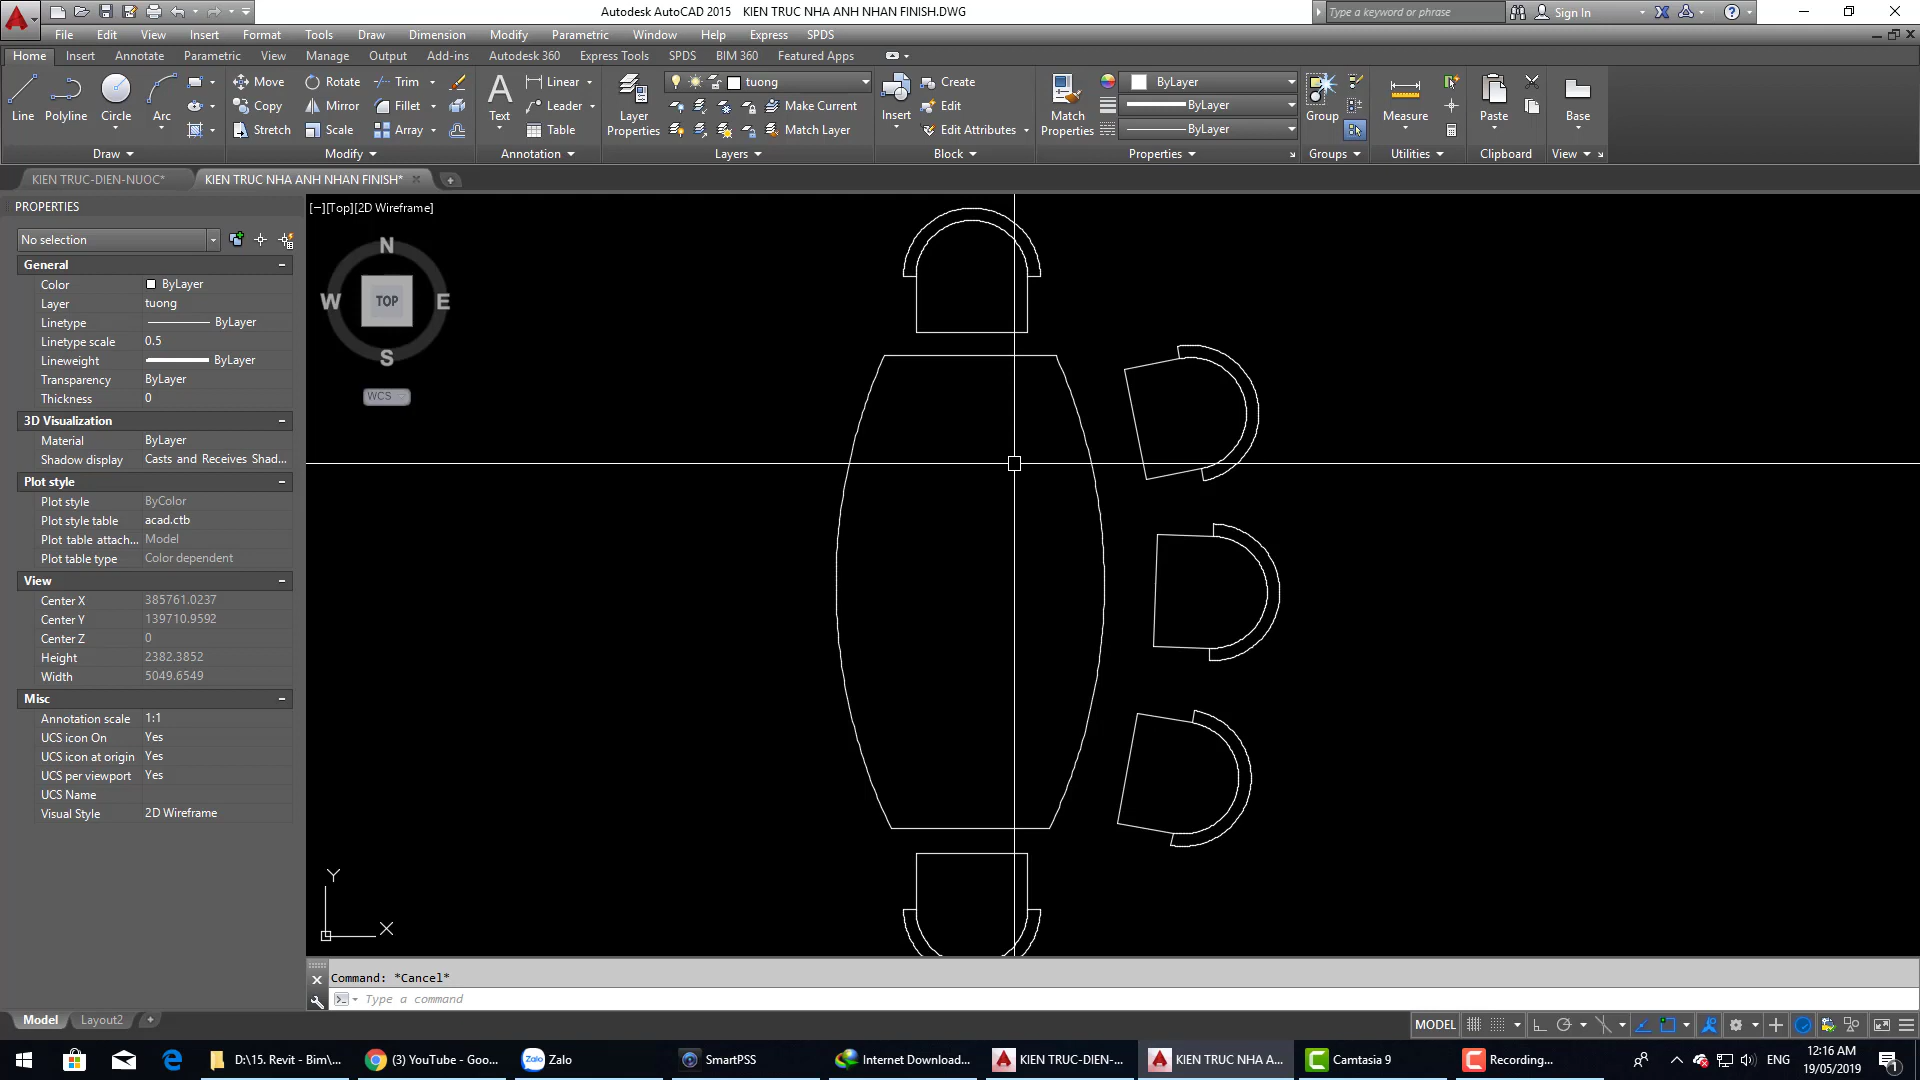 Autodesk AutoCAD 2015 KIEN TRUC NHA ANH NHAN FINISH.DWG
Type a keyword or phrase
Sign In
File Edit View Insert Format Tools Draw Dimension Modify Parametric Window Help Express SPDS
Home Insert Annotate Parametric View Manage Output Add-ins Autodesk 360 Express Tools SPDS BIM 360 Featured Apps
Line
Polyline
Circle
Arc
Draw
Move
Rotate
Trim
Copy
Mirror
Fillet
Stretch
Scale
Array
Modify
Text
Linear
Leader
Table
Annotation
Layer
Properties
tuong
Make Current
Match Layer
Layers
Insert
Create
Edit
Edit Attributes
Block
Match
Properties
ByLayer
ByLayer
ByLayer
Properties
Group
Groups
Measure
Utilities
Paste
Clipboard
Base
View
KIEN TRUC-DIEN-NUOC*
KIEN TRUC NHA ANH NHAN FINISH*
PROPERTIES
No selection
General
Color ByLayer
Layer tuong
Linetype ByLayer
Linetype scale 0.5
Lineweight ByLayer
Transparency ByLayer
Thickness 0
3D Visualization
Material ByLayer
Shadow display Casts and Receives Shad...
Plot style
Plot style ByColor
Plot style table acad.ctb
Plot table attach... Model
Plot table type Color dependent
View
Center X 385761.0237
Center Y 139710.9592
Center Z 0
Height 2382.3852
Width 5049.6549
Misc
Annotation scale 1:1
UCS icon On Yes
UCS icon at origin Yes
UCS per viewport Yes
UCS Name
Visual Style 2D Wireframe
[−][Top][2D Wireframe]
N
W TOP E
S
WCS
Y
X
Command: *Cancel*
Type a command
Model Layout2
MODEL
D:\15. Revit - Bim\...
(3) YouTube - Goo...
Zalo Zalo
SmartPSS
Internet Download...
KIEN TRUC-DIEN-...
KIEN TRUC NHA A...
Camtasia 9
Recording...
ENG
12:16 AM
19/05/2019
1